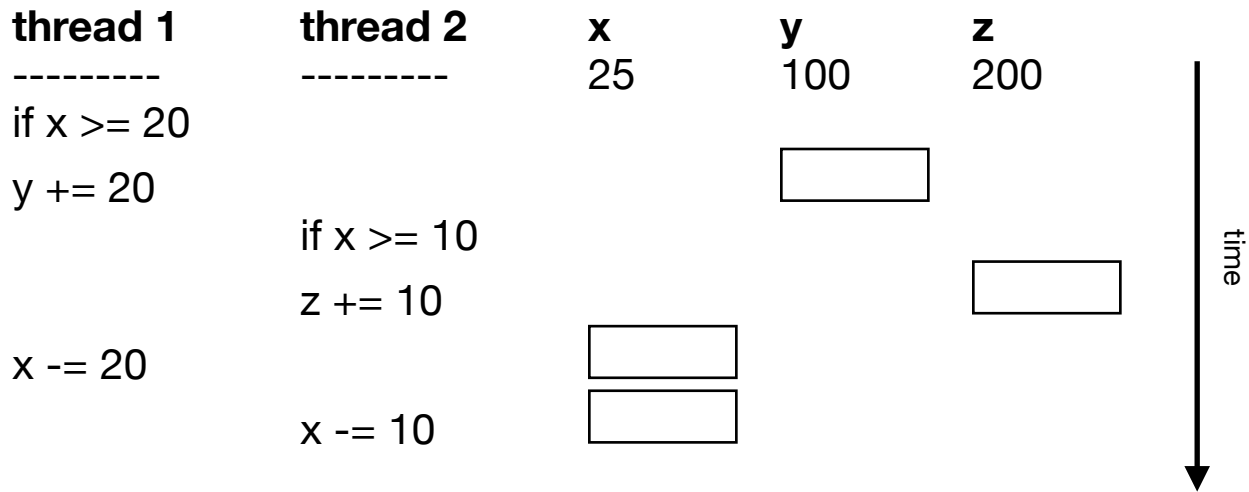 thread 1 thread 2 x y z
--------- --------- 25 100 200
if x >= 20
y += 20
if x >= 10
z += 10
x -= 20
x -= 10
time